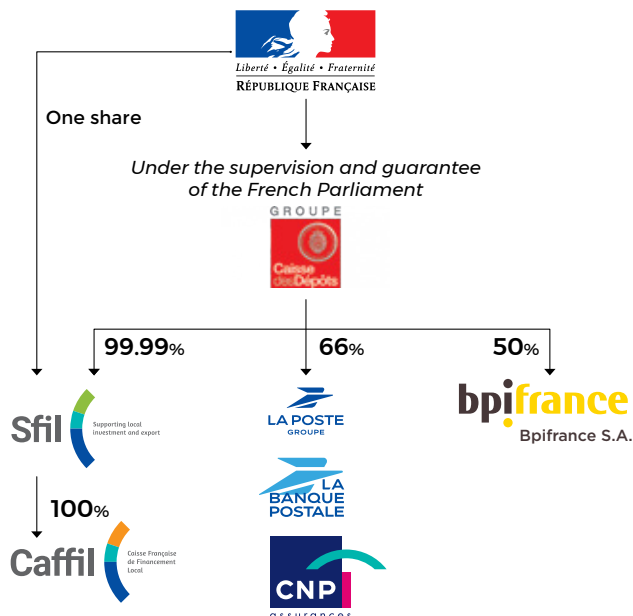 Liberté • Égalité • Fraternité
RÉPUBLIQUE FRANÇAISE
One share
Under the supervision and guarantee
of the French Parliament
GROUPE
Caisse
des Dépôts
99.99%
66%
50%
Sfil
Supporting local
investment and export
LA POSTE
GROUPE
bpifrance
Bpifrance S.A.
LA
BANQUE
POSTALE
100%
Caffil
Caisse Française
de Financement
Local
CNP
assurances